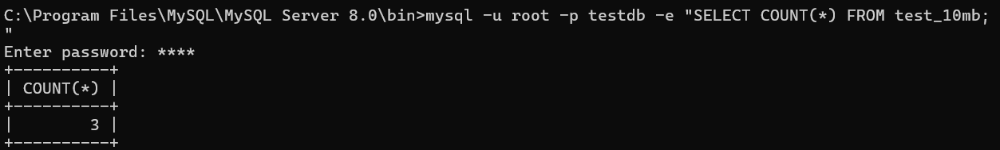 C:\Program Files\MySQL\MySQL Server 8.0\bin>mysql -u root -p testdb -e "SELECT COUNT(*) FROM test_10mb;
"
Enter password: ****
+----------+
| COUNT(*) |
+----------+
|        3 |
+----------+